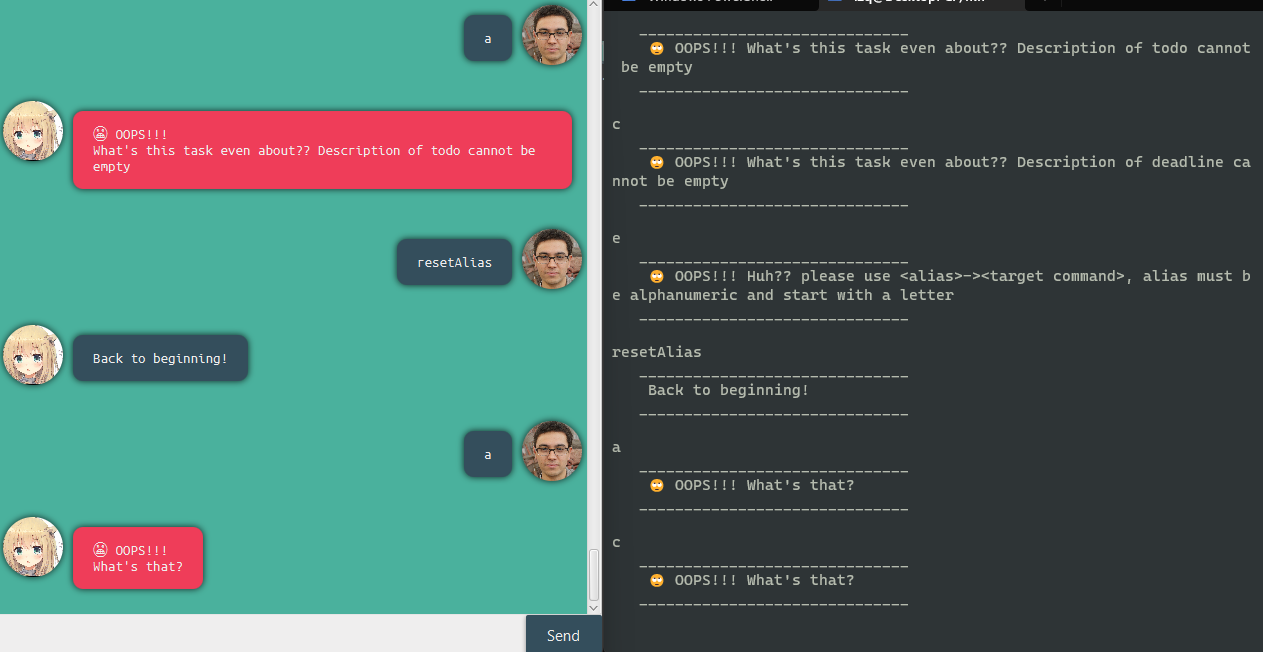 a
😫 OOPS!!!
What's this task even about?? Description of todo cannot be
empty
resetAlias
Back to beginning!
a
😫 OOPS!!!
What's that?
Send
______________________________
🙄 OOPS!!! What's this task even about?? Description of todo cannot
be empty
______________________________
c
______________________________
🙄 OOPS!!! What's this task even about?? Description of deadline ca
nnot be empty
______________________________
e
______________________________
🙄 OOPS!!! Huh?? please use <alias>-><target command>, alias must b
e alphanumeric and start with a letter
______________________________
resetAlias
______________________________
Back to beginning!
______________________________
a
______________________________
🙄 OOPS!!! What's that?
______________________________
c
______________________________
🙄 OOPS!!! What's that?
______________________________